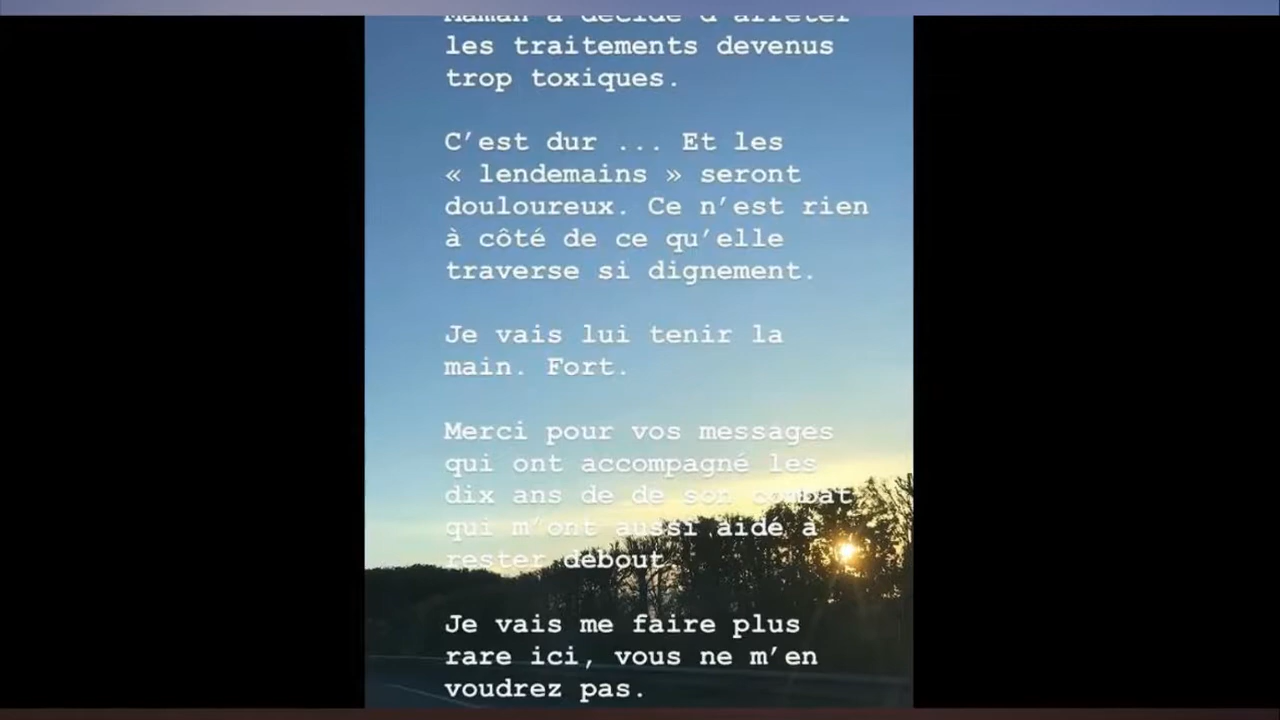 Maman a décidé d'arrêter
les traitements devenus
trop toxiques.
C'est dur ... Et les
« lendemains » seront
douloureux. Ce n'est rien
à côté de ce qu'elle
traverse si dignement.
Je vais lui tenir la
main. Fort.
Merci pour vos messages
qui ont accompagné les
dix ans de de son combat
qui m'ont aussi aidé à
rester debout.
Je vais me faire plus
rare ici, vous ne m'en
voudrez pas.